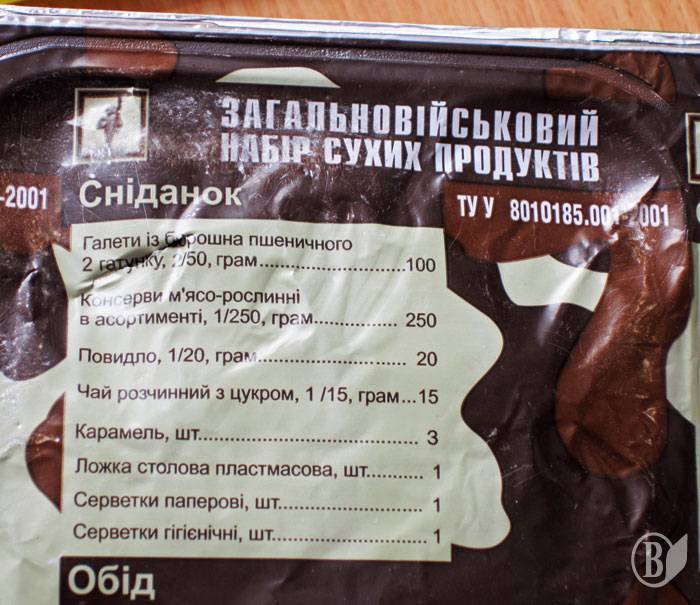 ЗАГАЛЬНОВІЙСЬКОВИЙ
НАБІР СУХИХ ПРОДУКТІВ
-2001
Сніданок
ТУ У 8010185.001-2001
Галети із борошна пшеничного
2 гатунку, 2/50, грам..............................100
Консерви м'ясо-рослинні
в асортименті, 1/250, грам................ 250
Повидло, 1/20, грам............................. 20
Чай розчинний з цукром, 1 /15, грам...15
Карамель, шт........................................ 3
Ложка столова пластмасова, шт............ 1
Серветки паперові, шт............................ 1
Серветки гігієнічні, шт............................. 1
Обід
В